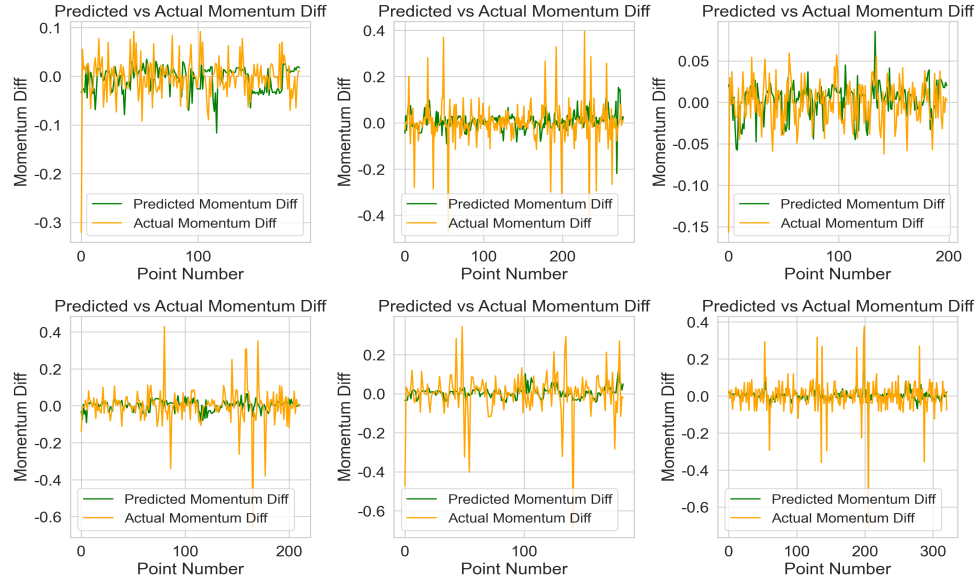 Predicted vs Actual Momentum Diff
Momentum Diff
0.1
0.0
-0.1
-0.2
-0.3
Predicted Momentum Diff
Actual Momentum Diff
0
100
Point Number
Predicted vs Actual Momentum Diff
Momentum Diff
0.4
0.2
0.0
-0.2
-0.4
Predicted Momentum Diff
Actual Momentum Diff
0
100
200
Point Number
Predicted vs Actual Momentum Diff
Momentum Diff
0.05
0.00
-0.05
-0.10
-0.15
Predicted Momentum Diff
Actual Momentum Diff
0
100
200
Point Number
Predicted vs Actual Momentum Diff
Momentum Diff
0.4
0.2
0.0
-0.2
-0.4
-0.6
Predicted Momentum Diff
Actual Momentum Diff
0
100
200
Point Number
Predicted vs Actual Momentum Diff
Momentum Diff
0.2
0.0
-0.2
-0.4
-0.6
Predicted Momentum Diff
Actual Momentum Diff
0
100
Point Number
Predicted vs Actual Momentum Diff
Momentum Diff
0.4
0.2
0.0
-0.2
-0.4
-0.6
Predicted Momentum Diff
Actual Momentum Diff
0
100
200
300
Point Number